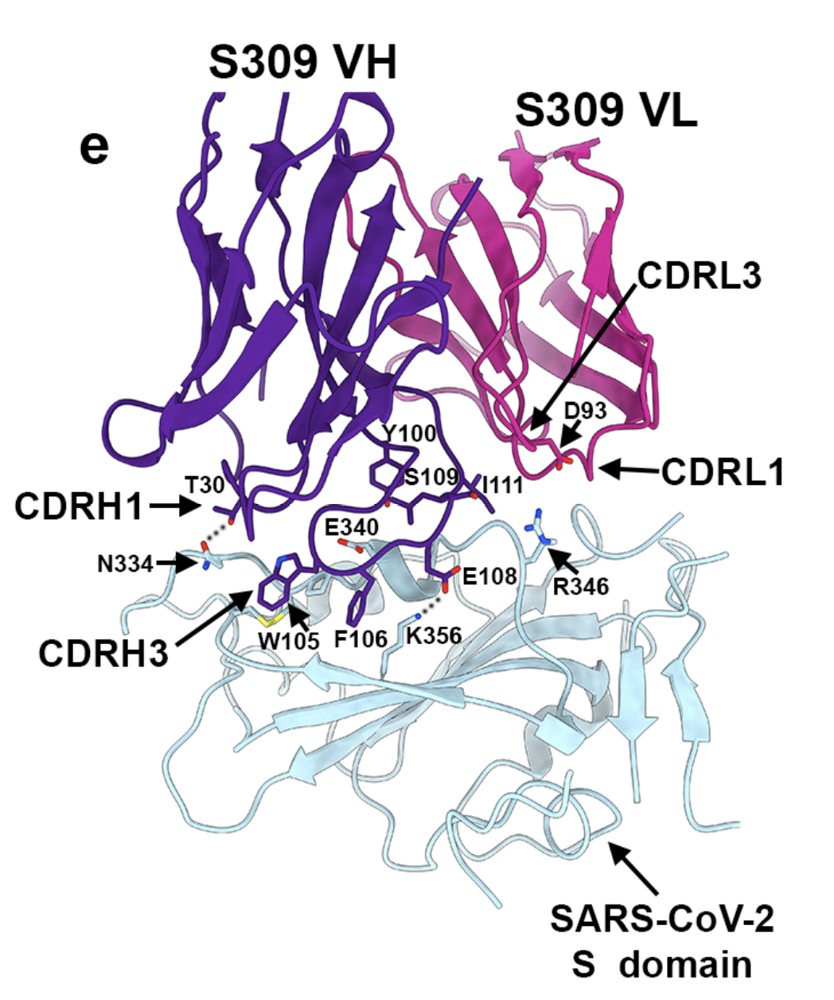 S309 VH
S309 VL
e
CDRL3
D93
Y100
CDRL1
T30
S109
I111
CDRH1
E340
N334
E108
R346
W105
F106
K356
CDRH3
SARS-CoV-2
S domain